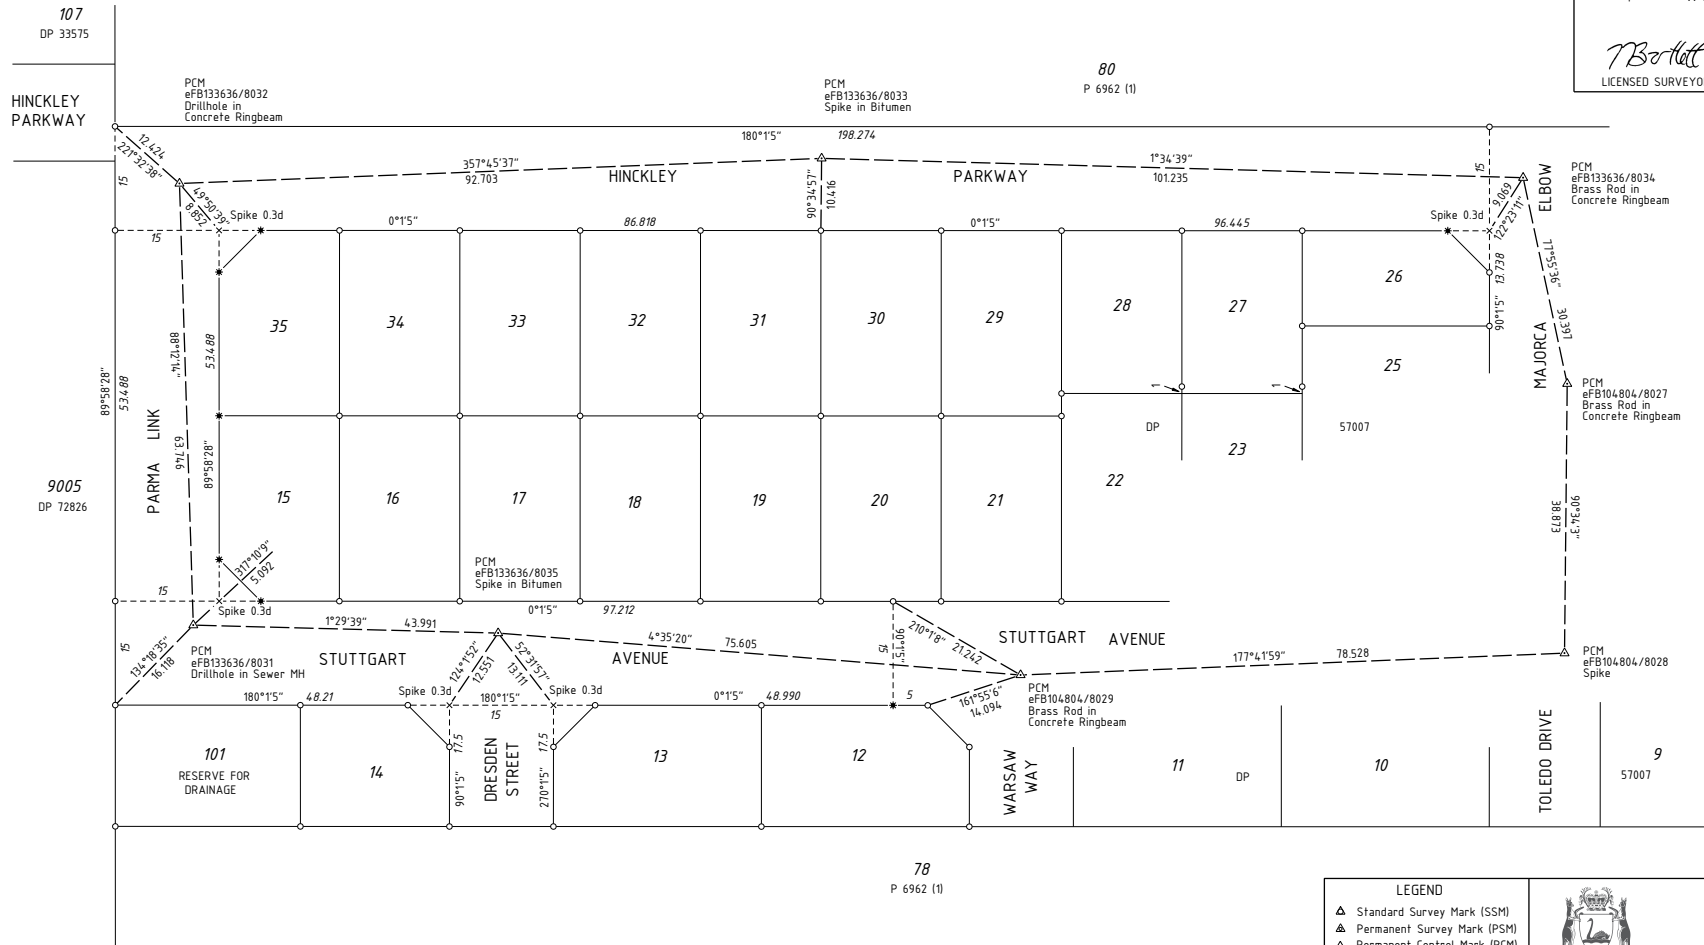 107
DP 33575
HINCKLEY
PARKWAY
PCM
eFB133636/8032
Drillhole in
Concrete Ringbeam
PCM
eFB133636/8033
Spike in Bitumen
80
P 6962 (1)
LICENSED SURVEYO
180°1'5" 198.274
12.424
221°32'38"
15
357°45'37"
92.703
HINCKLEY
PARKWAY
1°34'39"
101.235
15
ELBOW
PCM
eFB133636/8034
Brass Rod in
Concrete Ringbeam
49°50'39"
8.852
Spike 0.3d
90°34'57"
10.416
9.069
122°23'11"
Spike 0.3d
15
0°1'5"
86.818
0°1'5"
96.445
77°55'36"
30.397
90°1'5" 13.738
35
34
33
32
31
30
29
28
27
26
25
88°12'14"
63.746
53.488
89°58'28"
89°58'28"
53.488
PARMA LINK
MAJORCA
1
1
PCM
eFB104804/8027
Brass Rod in
Concrete Ringbeam
DP
57007
23
22
9005
DP 72826
15
16
17
18
19
20
21
90°34'3"
38.873
317°10'9"
5.092
PCM
eFB133636/8035
Spike in Bitumen
15
Spike 0.3d
0°1'5"
97.212
1°29'39"
43.991
4°35'20"
75.605
210°1'8"
21.242
90°1'5"
15
STUTTGART AVENUE
177°41'59"
78.528
15
134°18'35"
16.118
PCM
eFB133636/8031
Drillhole in Sewer MH
STUTTGART
AVENUE
124°1'52"
12.551
52°31'57"
13.111
PCM
eFB104804/8028
Spike
180°1'5" 48.21
Spike 0.3d
180°1'5"
15
Spike 0.3d
0°1'5" 48.990
5
161°55'6"
14.094
PCM
eFB104804/8029
Brass Rod in
Concrete Ringbeam
101
RESERVE FOR
DRAINAGE
14
17.5
90°1'5"
DRESDEN
STREET
17.5
270°1'5"
13
12
WARSAW
WAY
11
DP
10
TOLEDO DRIVE
9
57007
78
P 6962 (1)
LEGEND
Standard Survey Mark (SSM)
Permanent Survey Mark (PSM)
Permanent Control Mark (PCM)